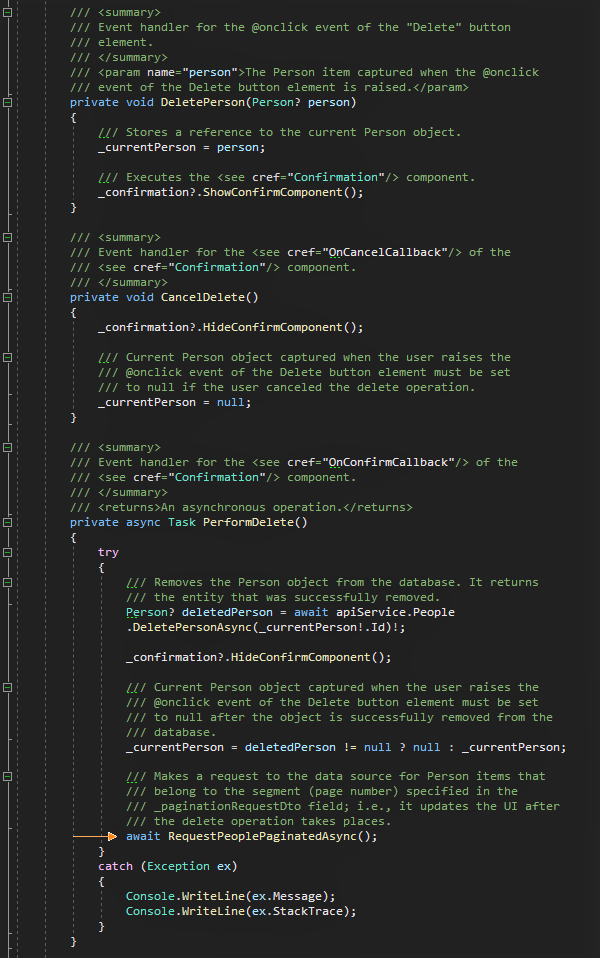 /// <summary>
/// Event handler for the @onclick event of the "Delete" button
/// element.
/// </summary>
/// <param name="person">The Person item captured when the @onclick
/// event of the Delete button element is raised.</param>
private void DeletePerson(Person? person)
{
/// Stores a reference to the current Person object.
_currentPerson = person;
/// Executes the <see cref="Confirmation"/> component.
_confirmation?.ShowConfirmComponent();
}
/// <summary>
/// Event handler for the <see cref="OnCancelCallback"/> of the
/// <see cref="Confirmation"/> component.
/// </summary>
private void CancelDelete()
{
_confirmation?.HideConfirmComponent();
/// Current Person object captured when the user raises the
/// @onclick event of the Delete button element must be set
/// to null if the user canceled the delete operation.
_currentPerson = null;
}
/// <summary>
/// Event handler for the <see cref="OnConfirmCallback"/> of the
/// <see cref="Confirmation"/> component.
/// </summary>
/// <returns>An asynchronous operation.</returns>
private async Task PerformDelete()
{
try
{
/// Removes the Person object from the database. It returns
/// the entity that was successfully removed.
Person? deletedPerson = await apiService.People
.DeletePersonAsync(_currentPerson!.Id)!;
_confirmation?.HideConfirmComponent();
/// Current Person object captured when the user raises the
/// @onclick event of the Delete button element must be set
/// to null after the object is successfully removed from the
/// database.
_currentPerson = deletedPerson != null ? null : _currentPerson;
/// Makes a request to the data source for Person items that
/// belong to the segment (page number) specified in the
/// _paginationRequestDto field; i.e., it updates the UI after
/// the delete operation takes places.
await RequestPeoplePaginatedAsync();
}
catch (Exception ex)
{
Console.WriteLine(ex.Message);
Console.WriteLine(ex.StackTrace);
}
}